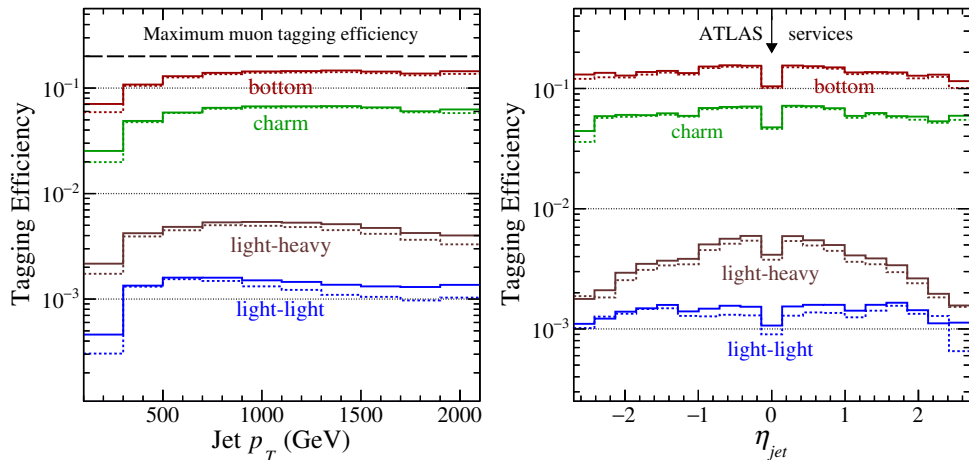 Maximum muon tagging efficiency
bottom
charm
light-heavy
light-light
Tagging Efficiency
10⁻¹
10⁻²
10⁻³
500 1000 1500 2000
Jet p_T (GeV)
ATLAS services
bottom
charm
light-heavy
light-light
Tagging Efficiency
10⁻¹
10⁻²
10⁻³
−2 −1 0 1 2
η_jet